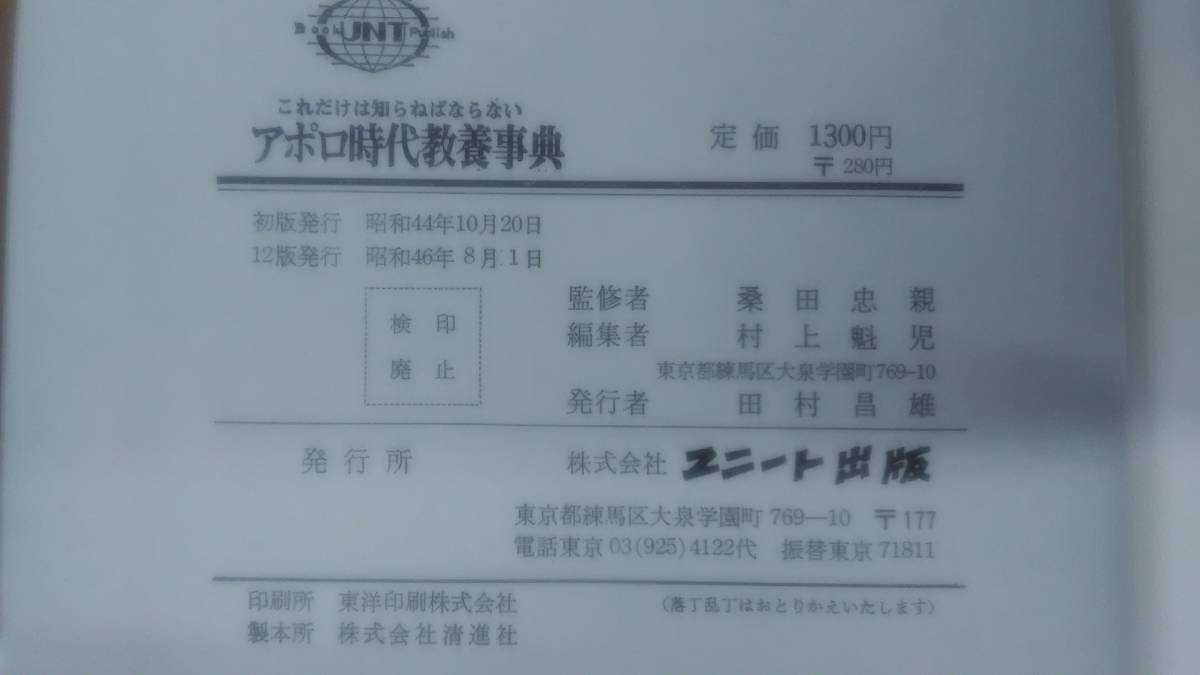 Book UNT Publish
これだけは知らねばならない
アポロ時代教養事典
定価 1300円
〒 280円
初版発行 昭和44年10月20日
12版発行 昭和46年 8月 1日
検印
廃止
監修者 桑田忠親
編集者 村上魁児
東京都練馬区大泉学園町769-10
発行者 田村昌雄
発行所 株式会社 ユニート出版
東京都練馬区大泉学園町 769―10 〒177
電話東京 03(925)4122代 振替東京 71811
印刷所 東洋印刷株式会社 (落丁乱丁はおとりかえいたします)
製本所 株式会社清進社